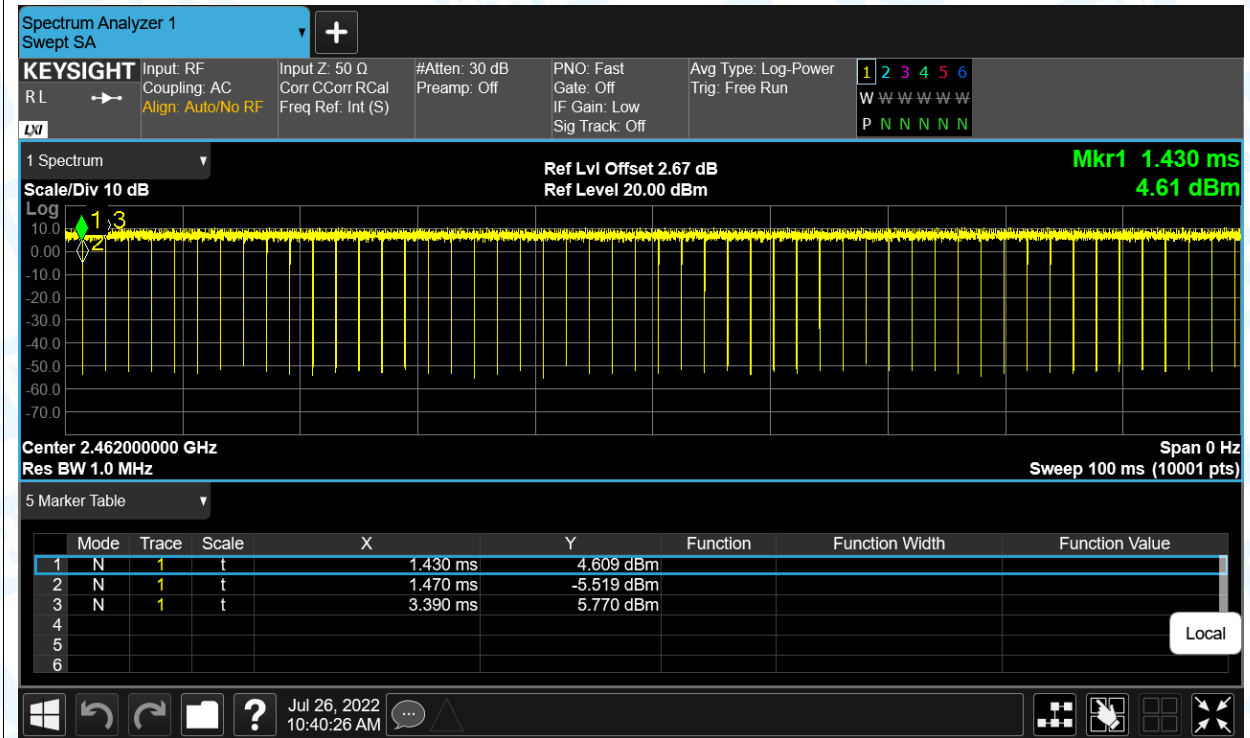 Spectrum Analyzer 1
Swept SA
KEYSIGHT
R L
LXI
Input: RF
Coupling: AC
Align: Auto/No RF
Input Z: 50 Ω
Corr CCorr RCal
Freq Ref: Int (S)
#Atten: 30 dB
Preamp: Off
PNO: Fast
Gate: Off
IF Gain: Low
Sig Track: Off
Avg Type: Log-Power
Trig: Free Run
1 2 3 4 5 6
W W W W W W
P N N N N N
1 Spectrum
Scale/Div 10 dB
Ref Lvl Offset 2.67 dB
Ref Level 20.00 dBm
Mkr1 1.430 ms
4.61 dBm
Log
1 3
2
10.0
0.00
-10.0
-20.0
-30.0
-40.0
-50.0
-60.0
-70.0
Center 2.462000000 GHz
Res BW 1.0 MHz
Span 0 Hz
Sweep 100 ms (10001 pts)
5 Marker Table
Mode Trace Scale X Y Function Function Width Function Value
1 N 1 t 1.430 ms 4.609 dBm
2 N 1 t 1.470 ms -5.519 dBm
3 N 1 t 3.390 ms 5.770 dBm
4
5
6
Local
?
Jul 26, 2022
10:40:26 AM